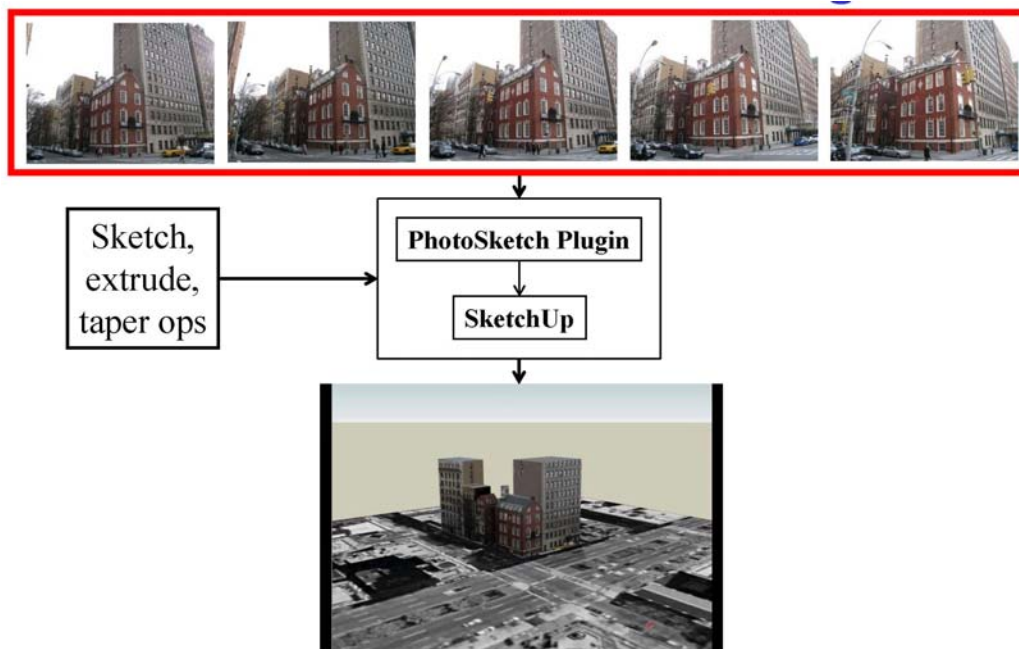 Sketch,
extrude,
taper ops
PhotoSketch Plugin
SketchUp